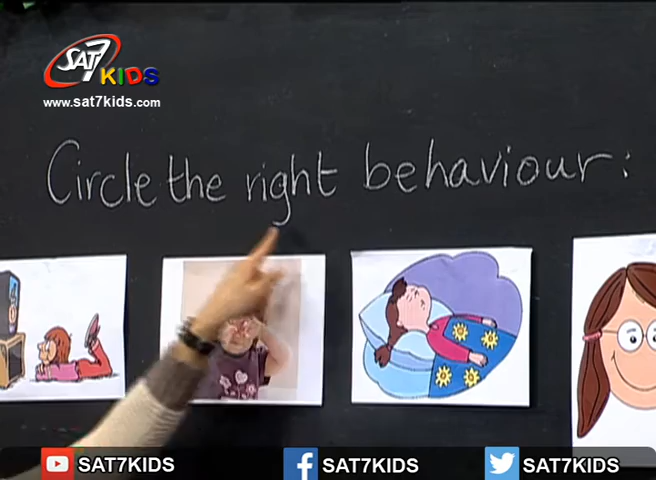 SAT7
KIDS
www.sat7kids.com
Circle the right behaviour:
SAT7KIDS
SAT7KIDS
SAT7KIDS